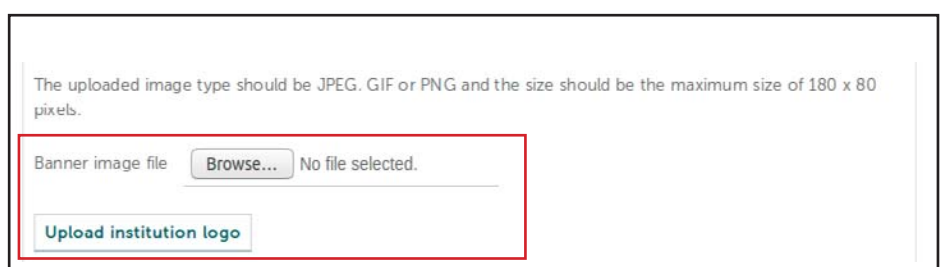 The uploaded image type should be JPEG. GIF or PNG and the size should be the maximum size of 180 x 80
pixels.
Banner image file Browse... No file selected.
Upload institution logo